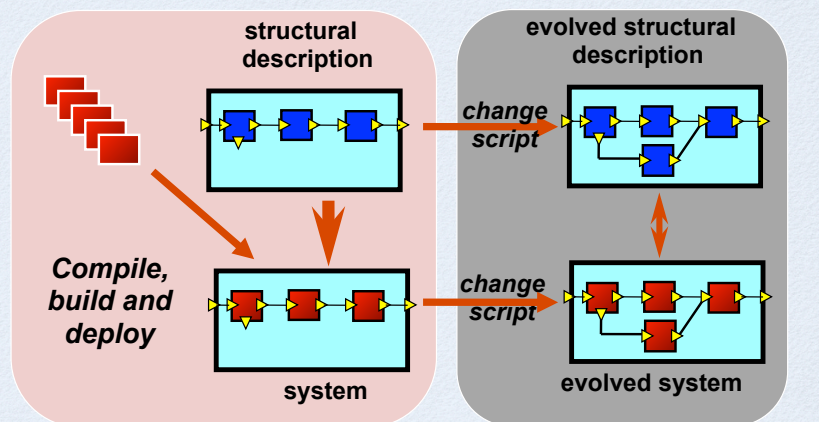 structural
description
evolved structural
description
change
script
Compile,
build and
deploy
change
script
system
evolved system